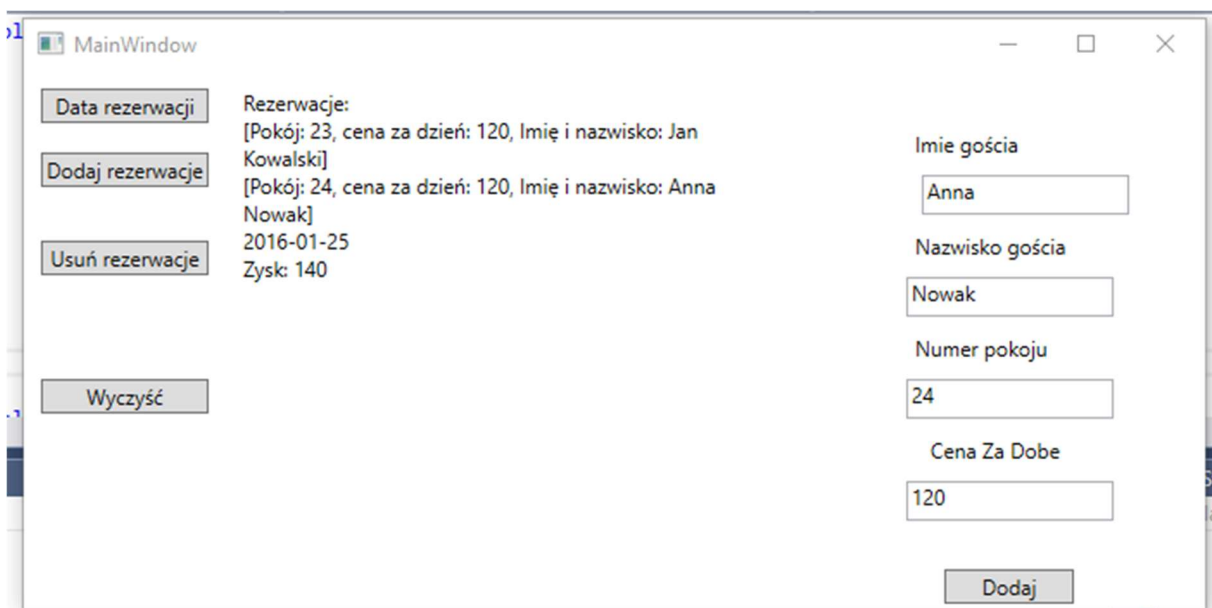 MainWindow
Data rezerwacji
Dodaj rezerwacje
Usuń rezerwacje
Wyczyść
Rezerwacje:
[Pokój: 23, cena za dzień: 120, Imię i nazwisko: Jan
Kowalski]
[Pokój: 24, cena za dzień: 120, Imię i nazwisko: Anna
Nowak]
2016-01-25
Zysk: 140
Imie gościa
Anna
Nazwisko gościa
Nowak
Numer pokoju
24
Cena Za Dobe
120
Dodaj